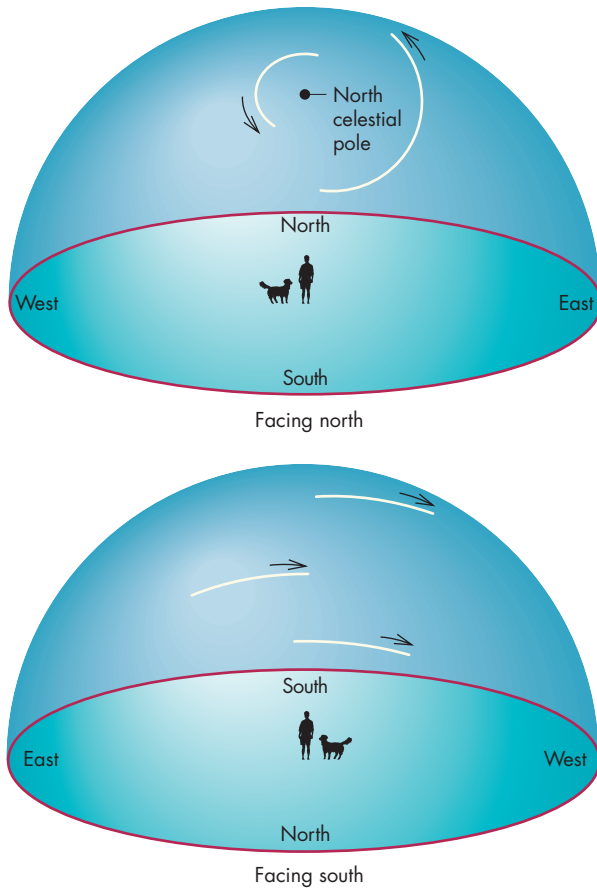 North
celestial
pole
North
West
East
South
Facing north
South
East
West
North
Facing south